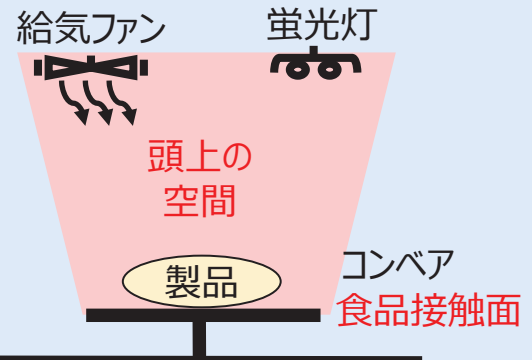 給気ファン
蛍光灯
頭上の
空間
製品
コンベア
食品接触面